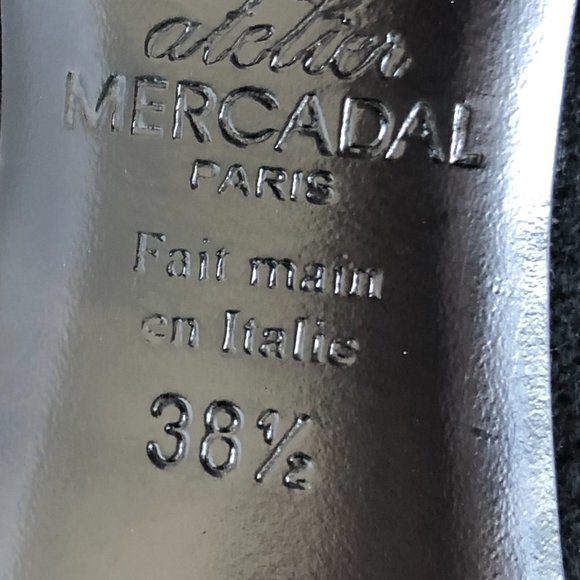 atelier
MERCADAL
PARIS
Fait main
en Italie
38½